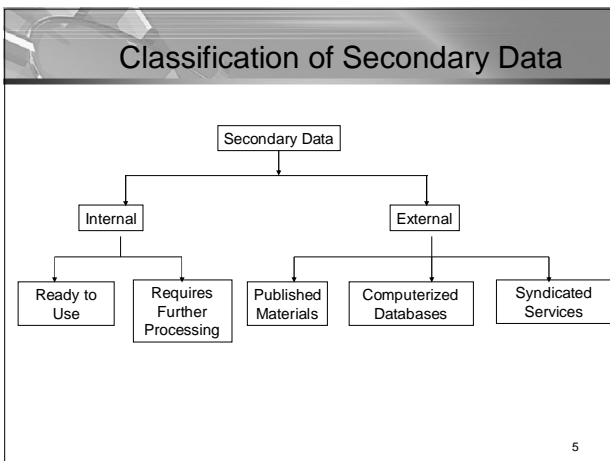 Classification of Secondary Data
Secondary Data
Internal
External
Ready to
Use
Requires
Further
Processing
Published
Materials
Computerized
Databases
Syndicated
Services
5